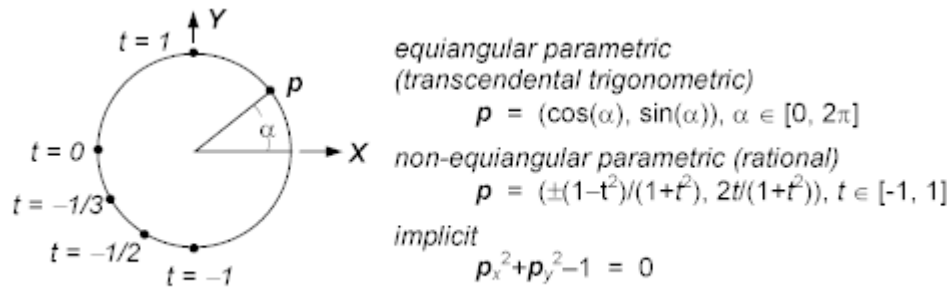 Y
t = 1
p
α
X
t = 0
t = –1/3
t = –1/2
t = –1
equiangular parametric
(transcendental trigonometric)
p = (cos(α), sin(α)), α ∈ [0, 2π]
non-equiangular parametric (rational)
p = (±(1–t²)/(1+t²), 2t/(1+t²)), t ∈ [-1, 1]
implicit
pₓ²+p_y²–1 = 0